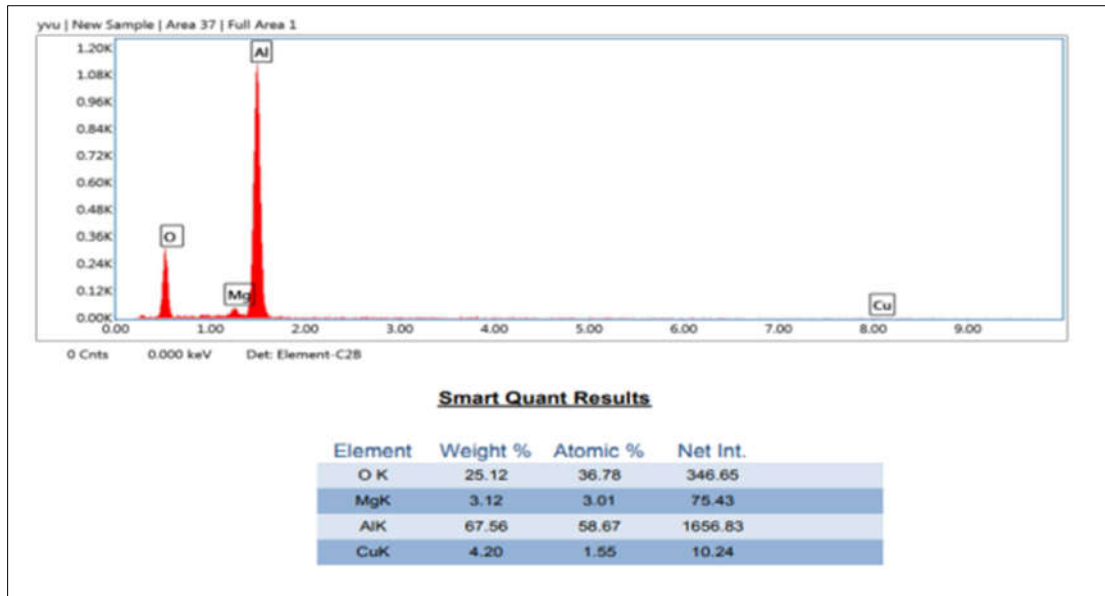 yvu | New Sample | Area 37 | Full Area 1
1.20K
1.08K
0.96K
0.84K
0.72K
0.60K
0.48K
0.36K
0.24K
0.12K
0.00K
Al
O
Mg
Cu
0.00 1.00 2.00 3.00 4.00 5.00 6.00 7.00 8.00 9.00
0 Cnts 0.000 keV Det: Element-C2B
Smart Quant Results
Element Weight % Atomic % Net Int.
O K 25.12 36.78 346.65
MgK 3.12 3.01 75.43
AlK 67.56 58.67 1656.83
CuK 4.20 1.55 10.24